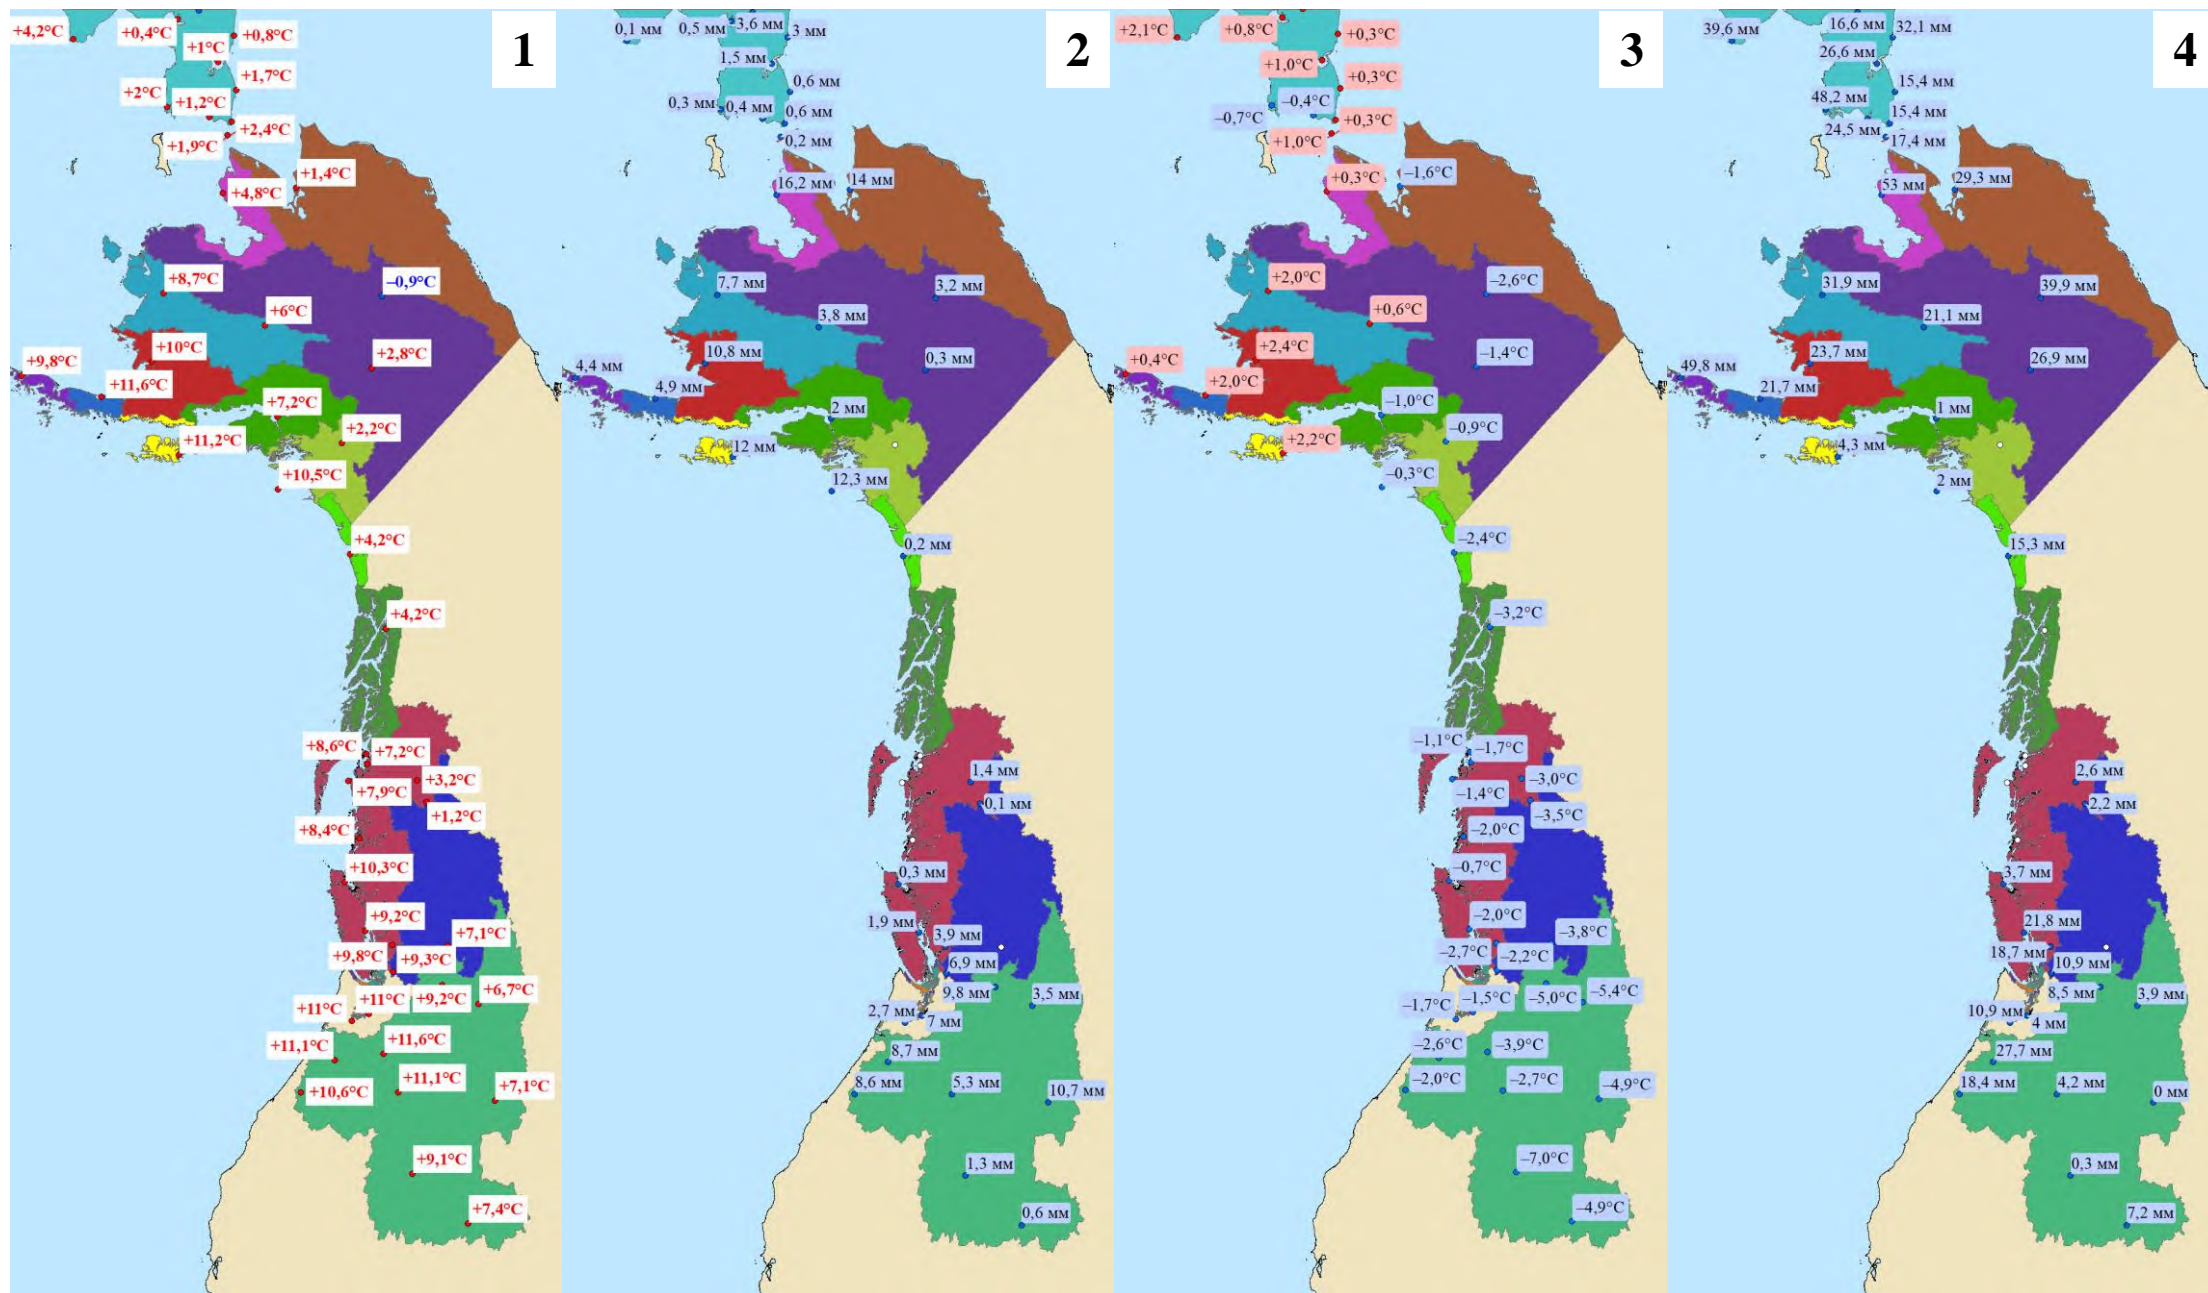 1
+4,2°C
+0,4°C
+0,8°C
+1°C
+1,7°C
+2°C
+1,2°C
+2,4°C
+1,9°C
+1,4°C
+4,8°C
+8,7°C
–0,9°C
+6°C
+10°C
+2,8°C
+9,8°C
+11,6°C
+7,2°C
+2,2°C
+11,2°C
+10,5°C
+4,2°C
+4,2°C
+8,6°C
+7,2°C
+3,2°C
+7,9°C
+1,2°C
+8,4°C
+10,3°C
+9,2°C
+7,1°C
+9,8°C
+9,3°C
+6,7°C
+11°C
+9,2°C
+11°C
+11,6°C
+11,1°C
+11,1°C
+7,1°C
+10,6°C
+9,1°C
+7,4°C
2
0,1 мм
0,5 мм
3,6 мм
3 мм
1,5 мм
0,6 мм
0,3 мм
0,4 мм
0,6 мм
0,2 мм
16,2 мм
14 мм
7,7 мм
3,2 мм
3,8 мм
10,8 мм
0,3 мм
4,4 мм
4,9 мм
2 мм
12 мм
12,3 мм
0,2 мм
1,4 мм
0,1 мм
0,3 мм
1,9 мм
3,9 мм
6,9 мм
9,8 мм
3,5 мм
2,7 мм
7 мм
8,7 мм
8,6 мм
5,3 мм
10,7 мм
1,3 мм
0,6 мм
3
+2,1°C
+0,8°C
+0,3°C
+1,0°C
+0,3°C
–0,4°C
–0,7°C
+0,3°C
+1,0°C
+0,3°C
–1,6°C
+2,0°C
–2,6°C
+0,6°C
+2,4°C
–1,4°C
+0,4°C
+2,0°C
–1,0°C
–0,9°C
+2,2°C
–0,3°C
–2,4°C
–3,2°C
–1,1°C
–1,7°C
–3,0°C
–1,4°C
–3,5°C
–2,0°C
–0,7°C
–2,0°C
–3,8°C
–2,7°C
–2,2°C
–5,4°C
–1,7°C
–1,5°C
–5,0°C
–2,6°C
–3,9°C
–2,0°C
–2,7°C
–4,9°C
–7,0°C
–4,9°C
4
39,6 мм
16,6 мм
32,1 мм
26,6 мм
15,4 мм
48,2 мм
15,4 мм
24,5 мм
17,4 мм
53 мм
29,3 мм
31,9 мм
39,9 мм
21,1 мм
23,7 мм
26,9 мм
49,8 мм
21,7 мм
1 мм
4,3 мм
2 мм
15,3 мм
2,6 мм
2,2 мм
3,7 мм
21,8 мм
18,7 мм
10,9 мм
8,5 мм
3,9 мм
10,9 мм
4 мм
27,7 мм
18,4 мм
4,2 мм
0 мм
0,3 мм
7,2 мм